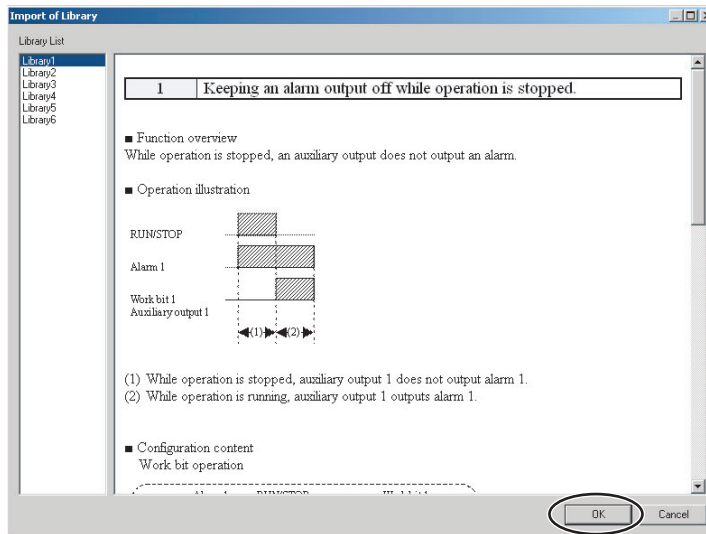 Import of Library
Library List
Library1
Library2
Library3
Library4
Library5
Library6
1 Keeping an alarm output off while operation is stopped.
■ Function overview
While operation is stopped, an auxiliary output does not output an alarm.
■ Operation illustration
RUN/STOP
Alarm 1
Work bit 1
Auxiliary output 1
(1) (2)
(1) While operation is stopped, auxiliary output 1 does not output alarm 1.
(2) While operation is running, auxiliary output 1 outputs alarm 1.
■ Configuration content
Work bit operation
OK Cancel